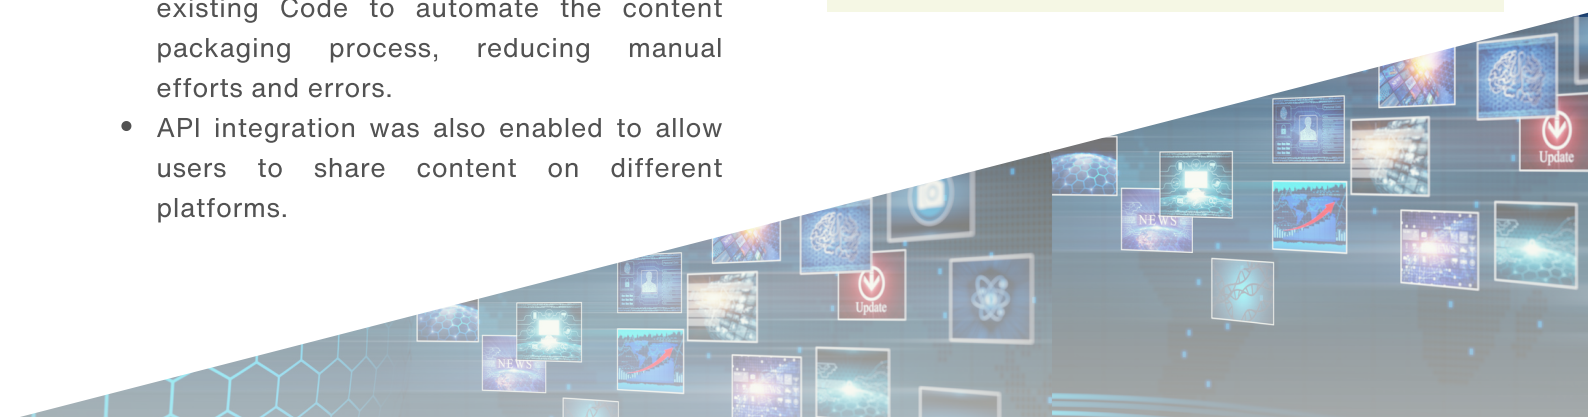 existing Code to automate the content
packaging process, reducing manual
efforts and errors.
• API integration was also enabled to allow
users to share content on different
platforms.
Update
NEWS
Update
NEWS